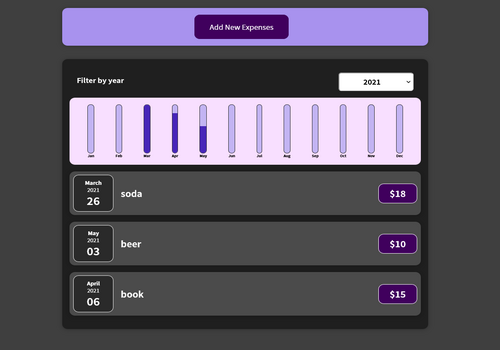 Add New Expenses
Filter by year
2021
Jan Feb Mar Apr May Jun Jul Aug Sep Oct Nov Dec
March
2021
26
soda
$18
May
2021
03
beer
$10
April
2021
06
book
$15